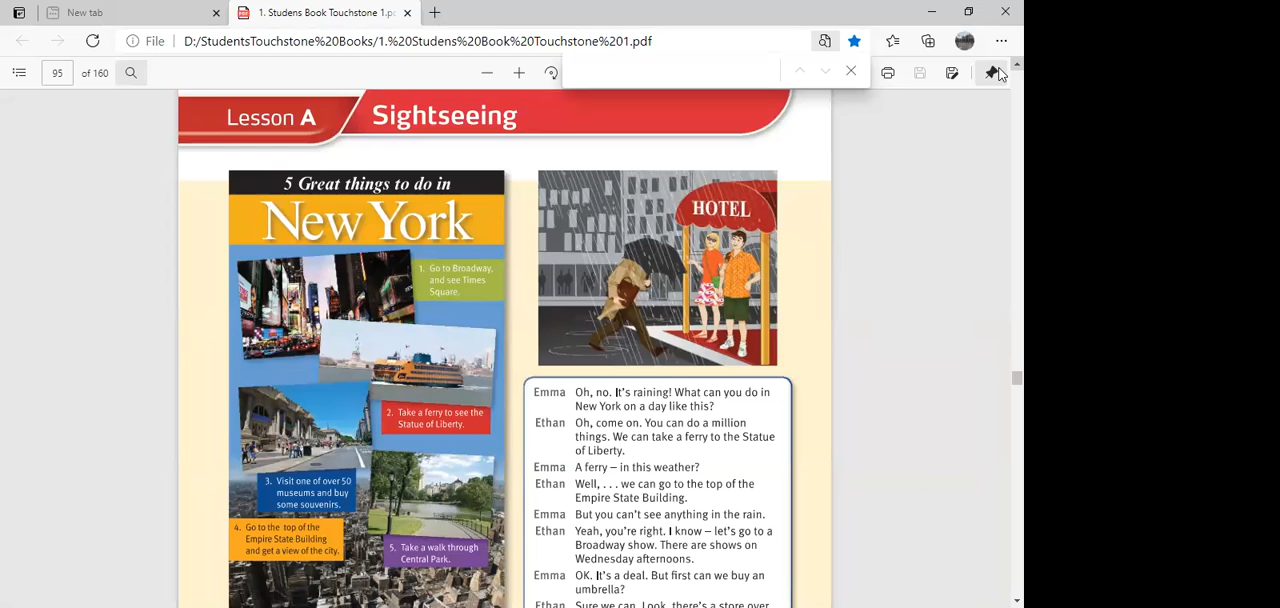 New tab
1. Studens Book Touchstone 1.p
File
D:/StudentsTouchstone%20Books/1.%20Studens%20Book%20Touchstone%201.pdf
95
of 160
Lesson A
Sightseeing
5 Great things to do in
New York
1. Go to Broadway,
and see Times
Square.
2. Take a ferry to see the
Statue of Liberty.
3. Visit one of over 50
museums and buy
some souvenirs.
4. Go to the top of the
Empire State Building
and get a view of the city.
5. Take a walk through
Central Park.
HOTEL
Emma Oh, no. It's raining! What can you do in
New York on a day like this?
Ethan Oh, come on. You can do a million
things. We can take a ferry to the Statue
of Liberty.
Emma A ferry – in this weather?
Ethan Well, . . . we can go to the top of the
Empire State Building.
Emma But you can't see anything in the rain.
Ethan Yeah, you're right. I know – let's go to a
Broadway show. There are shows on
Wednesday afternoons.
Emma OK. It's a deal. But first can we buy an
umbrella?
Ethan Sure we can. Look, there's a store over